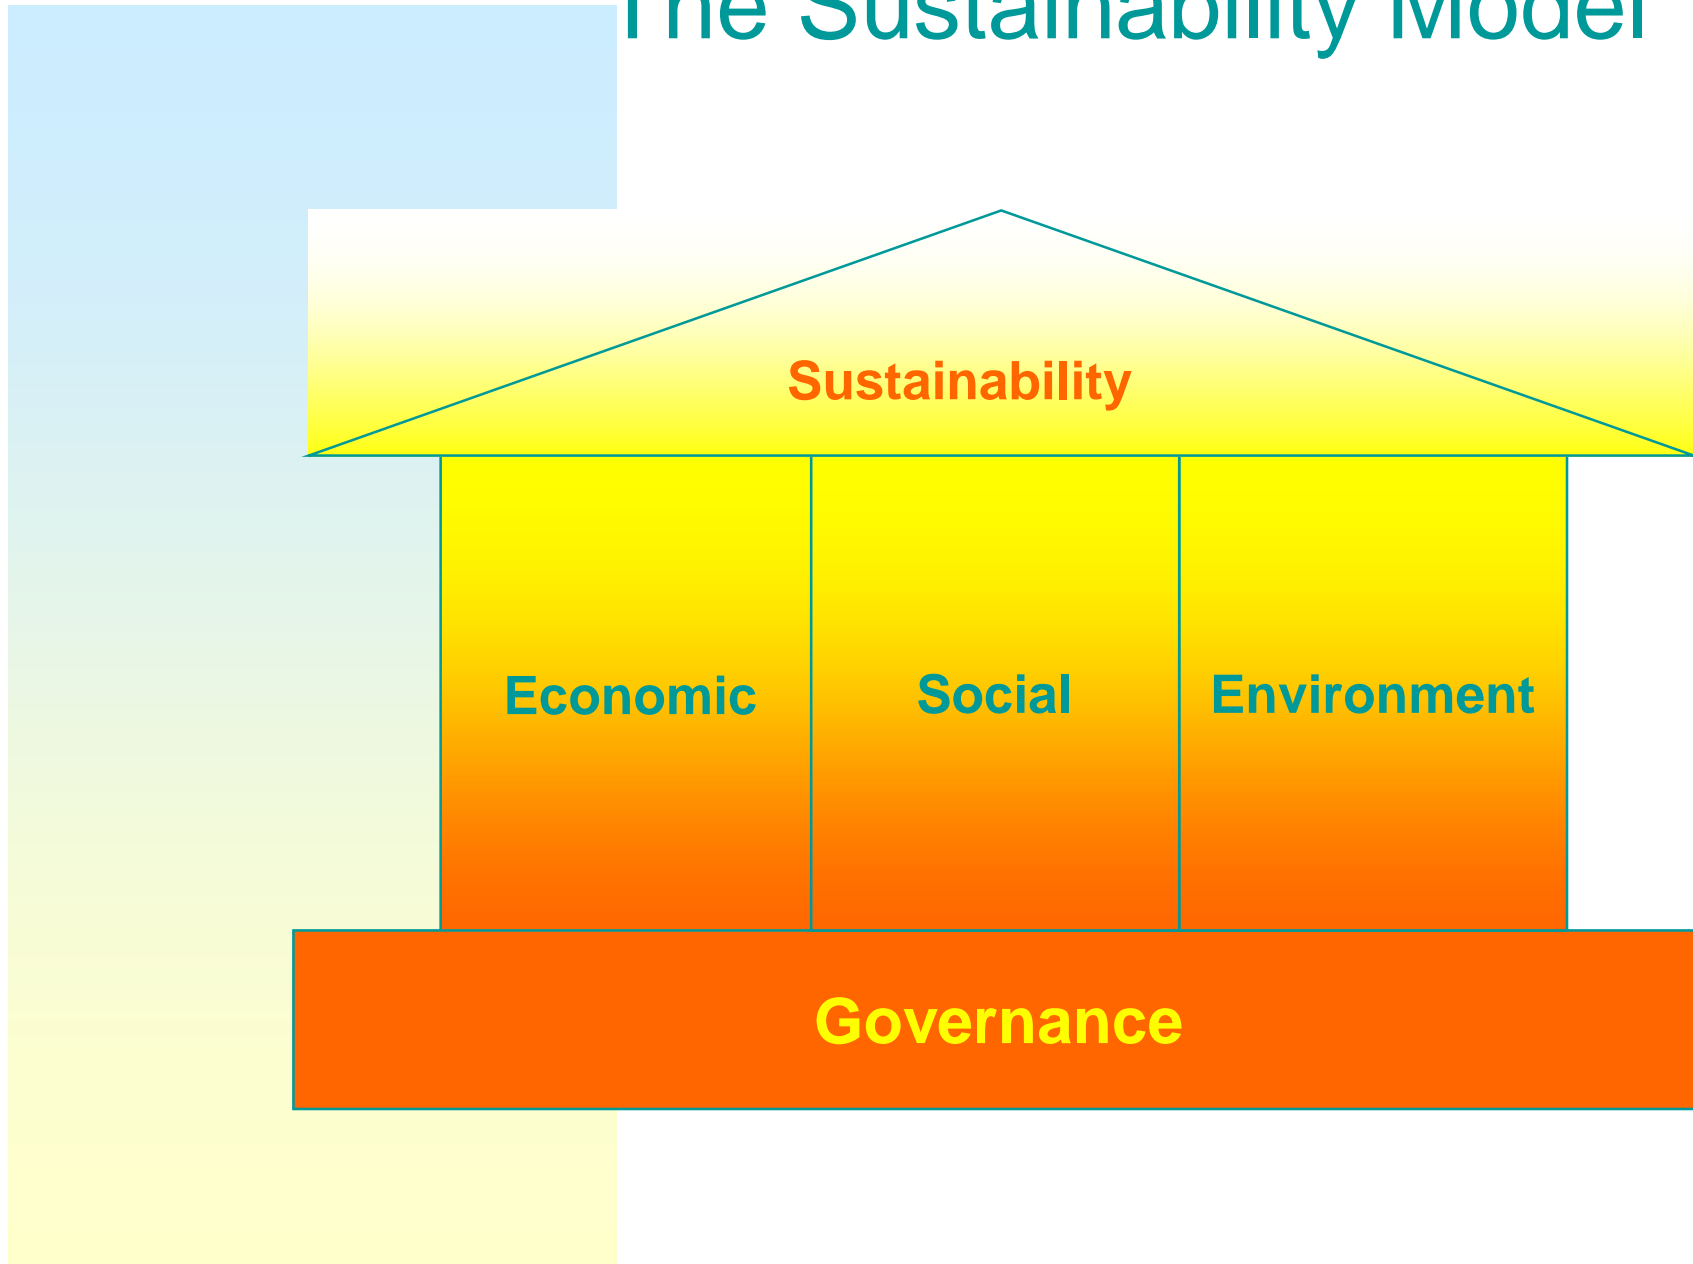 The Sustainability Model
Sustainability
Economic
Social
Environment
Governance